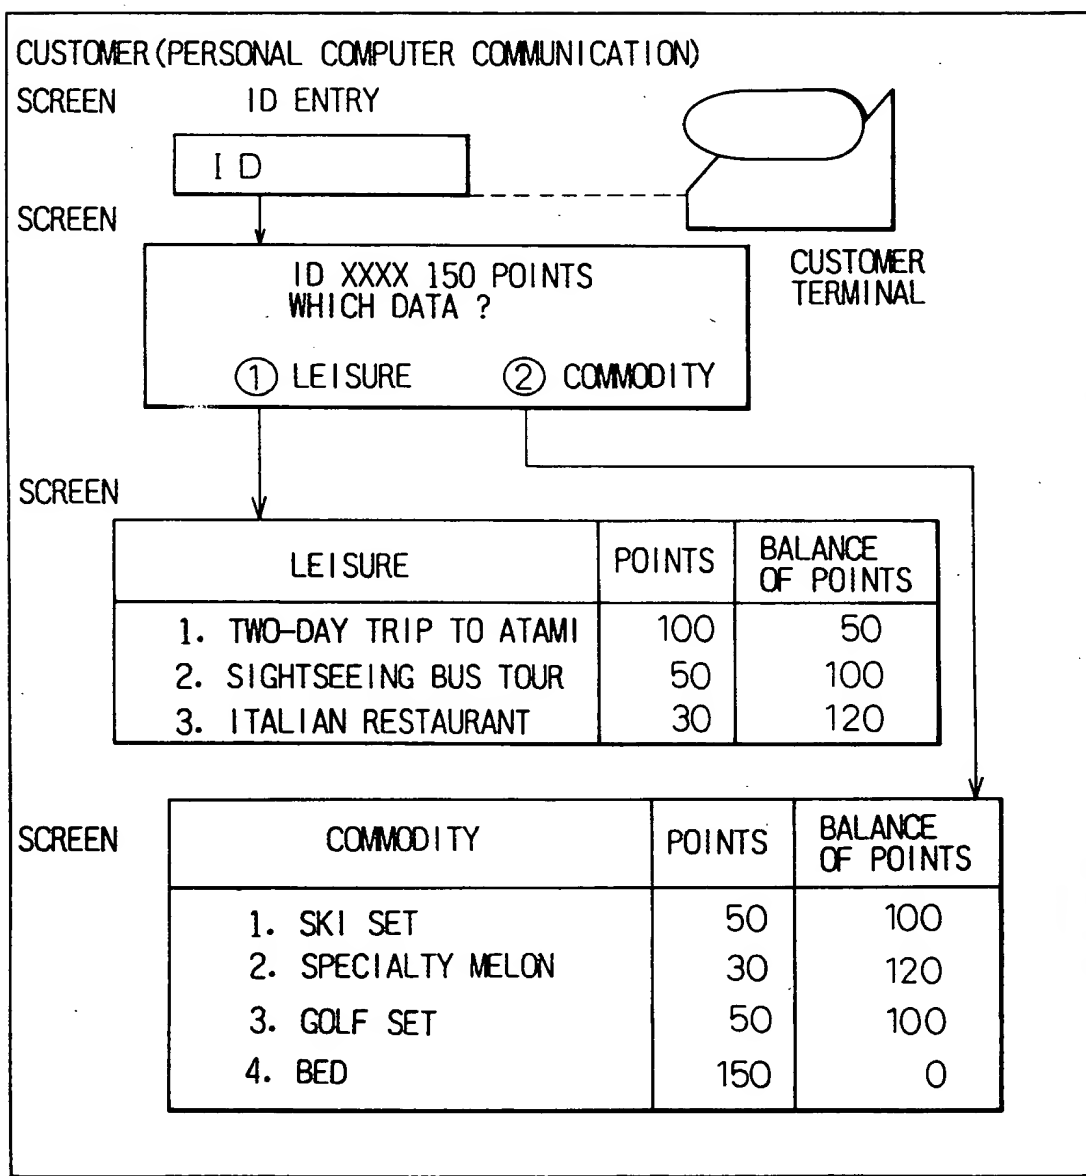 CUSTOMER(PERSONAL COMPUTER COMMUNICATION)
SCREEN ID ENTRY
ID
SCREEN
ID XXXX 150 POINTS
WHICH DATA ?
① LEISURE ② COMMODITY
CUSTOMER
TERMINAL
SCREEN
LEISURE POINTS BALANCE OF POINTS
1. TWO-DAY TRIP TO ATAMI 100 50
2. SIGHTSEEING BUS TOUR 50 100
3. ITALIAN RESTAURANT 30 120
SCREEN
COMMODITY POINTS BALANCE OF POINTS
1. SKI SET 50 100
2. SPECIALTY MELON 30 120
3. GOLF SET 50 100
4. BED 150 0